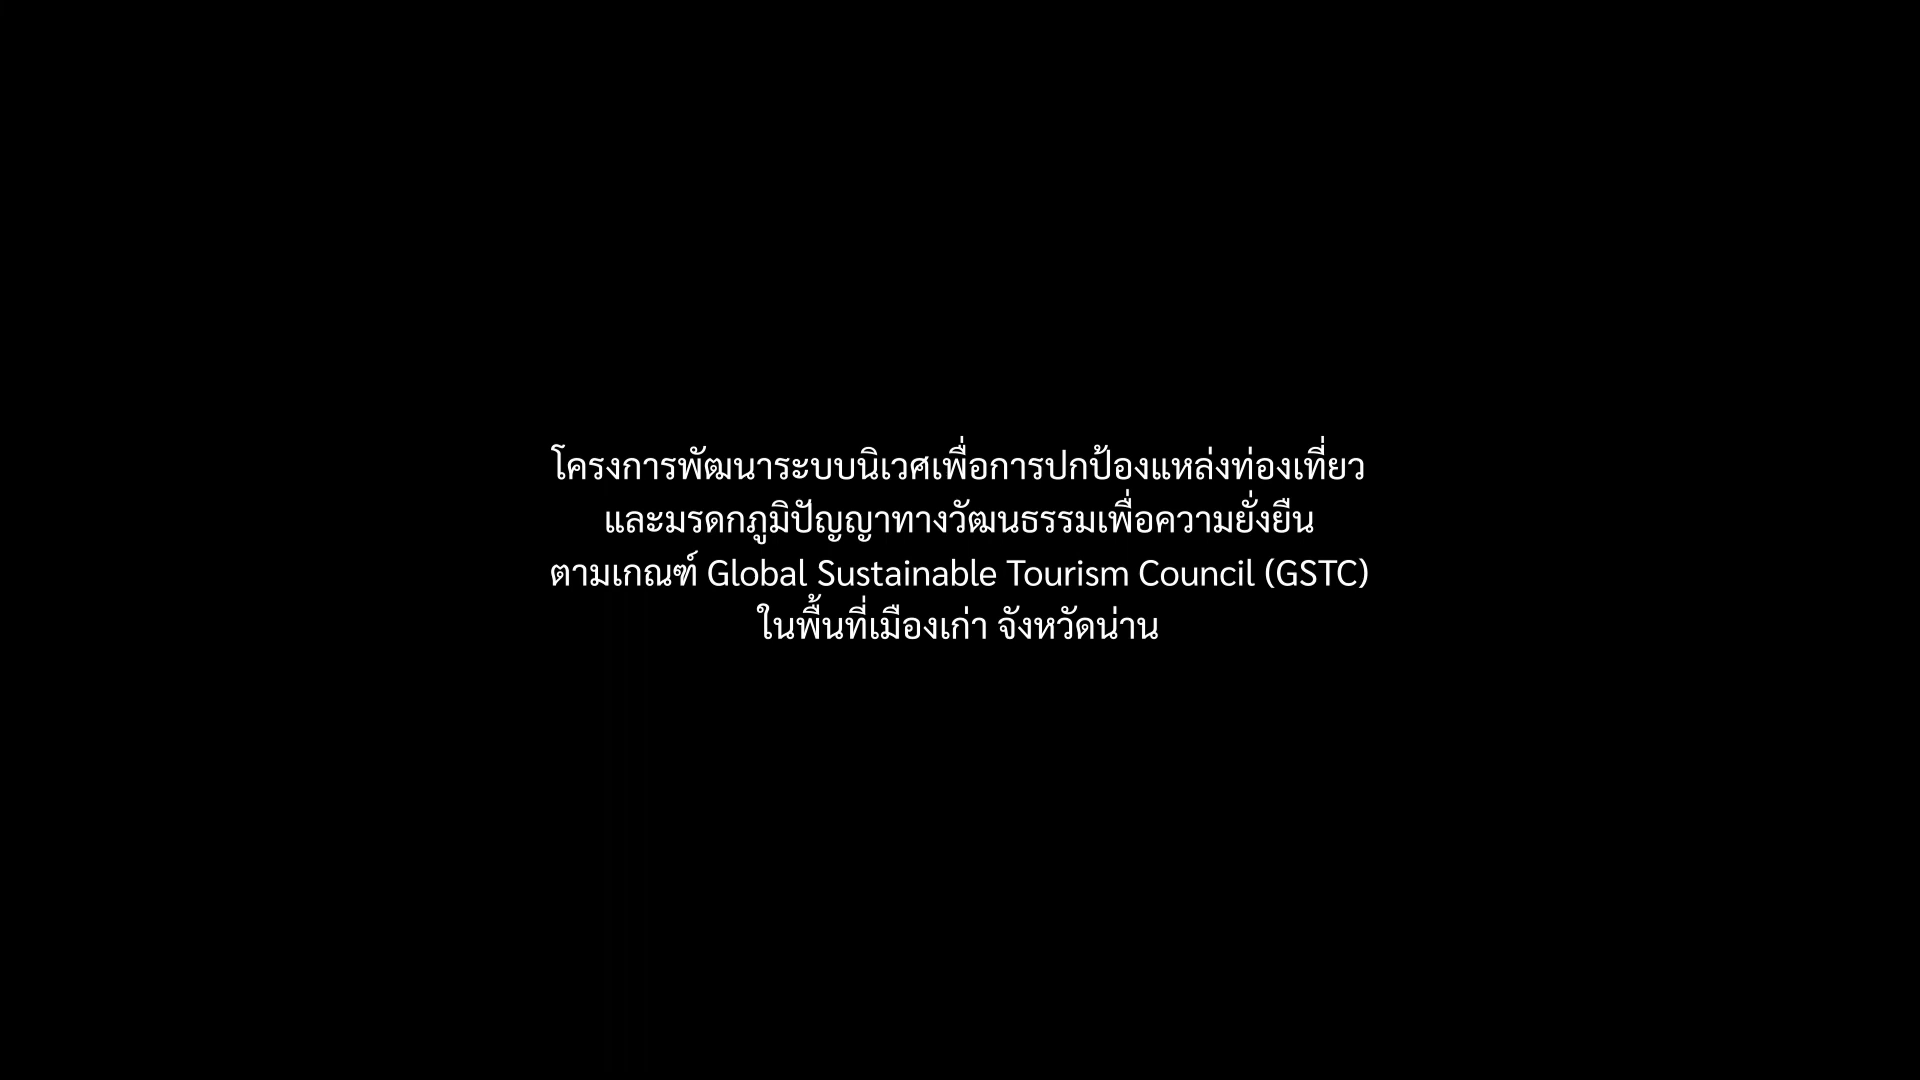 โครงการพัฒนาระบบนิเวศเพื่อการปกป้องแหล่งท่องเที่ยว
และมรดกภูมิปัญญาทางวัฒนธรรมเพื่อความยั่งยืน
ตามเกณฑ์ Global Sustainable Tourism Council (GSTC)
ในพื้นที่เมืองเก่า จังหวัดน่าน